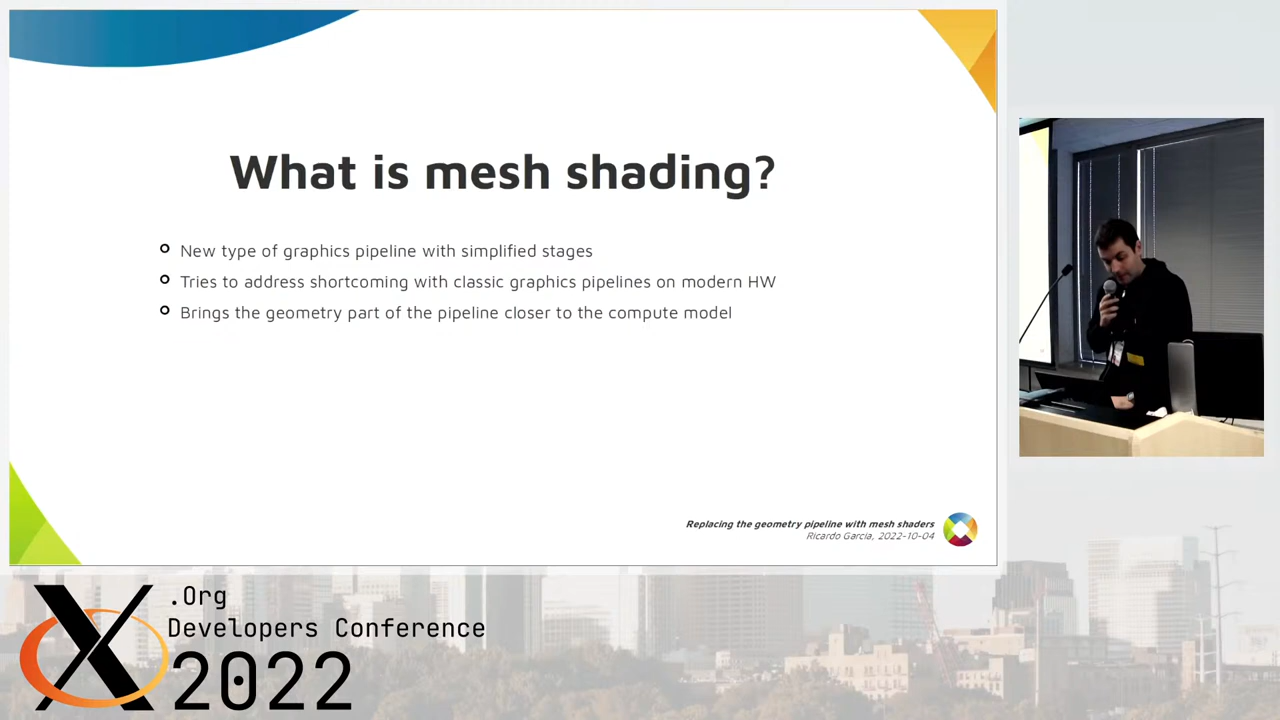 What is mesh shading?
New type of graphics pipeline with simplified stages
Tries to address shortcoming with classic graphics pipelines on modern HW
Brings the geometry part of the pipeline closer to the compute model
Replacing the geometry pipeline with mesh shaders
Ricardo Garcia, 2022-10-04
X.Org
Developers Conference
2022